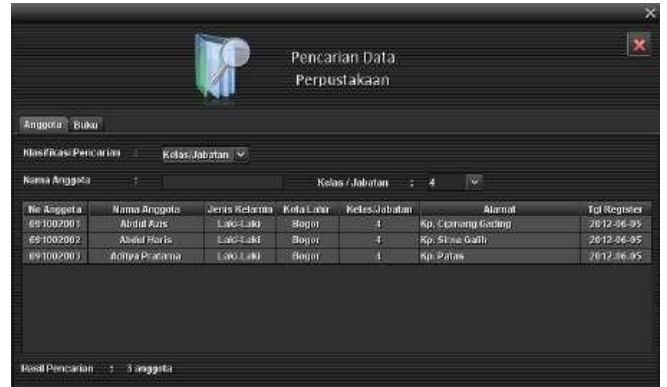 Pencarian Data
Perpustakaan
Anggota Buku
Klasifikasi Pencarian : Kelas/Jabatan
Nama Anggota : Kelas / Jabatan : 4
No Anggota Nama Anggota Jenis Kelamin Kota Lahir Kelas/Jabatan Alamat Tgl Register
091002001 Abdul Azis Laki-Laki Bogor 4 Kp. Cipinang Gading 2012-06-05
091002002 Abdul Haris Laki-Laki Bogor 4 Kp. Sirna Galih 2012-06-05
091002003 Aditya Pratama Laki-Laki Bogor 4 Kp. Patas 2012-06-05
Hasil Pencarian : 3 anggota